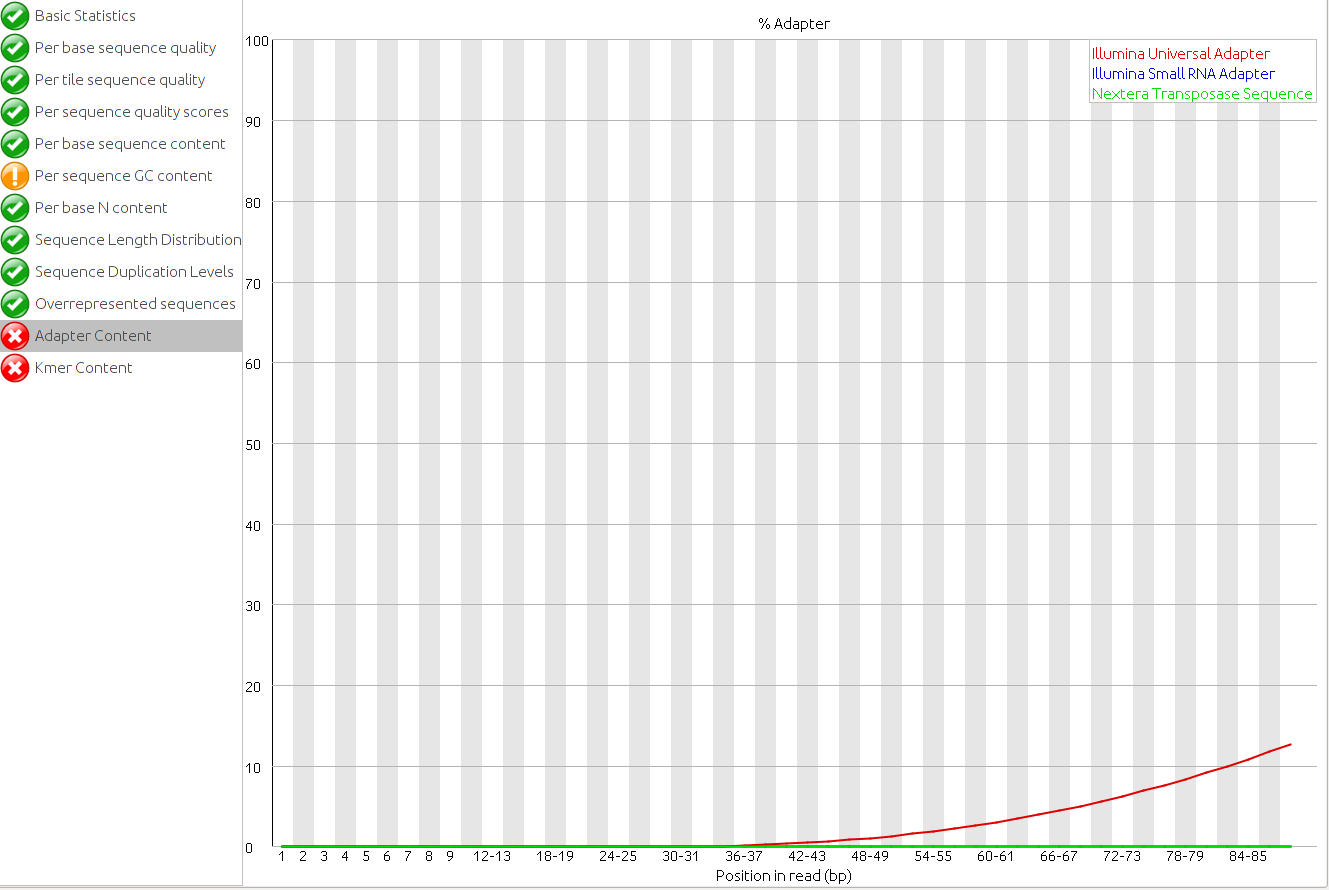 Basic Statistics
Per base sequence quality
Per tile sequence quality
Per sequence quality scores
Per base sequence content
Per sequence GC content
Per base N content
Sequence Length Distribution
Sequence Duplication Levels
Overrepresented sequences
Adapter Content
Kmer Content
% Adapter
Illumina Universal Adapter
Illumina Small RNA Adapter
Nextera Transposase Sequence
100
90
80
70
60
50
40
30
20
10
0
1 2 3 4 5 6 7 8 9 12-13 18-19 24-25 30-31 36-37 42-43 48-49 54-55 60-61 66-67 72-73 78-79 84-85
Position in read (bp)